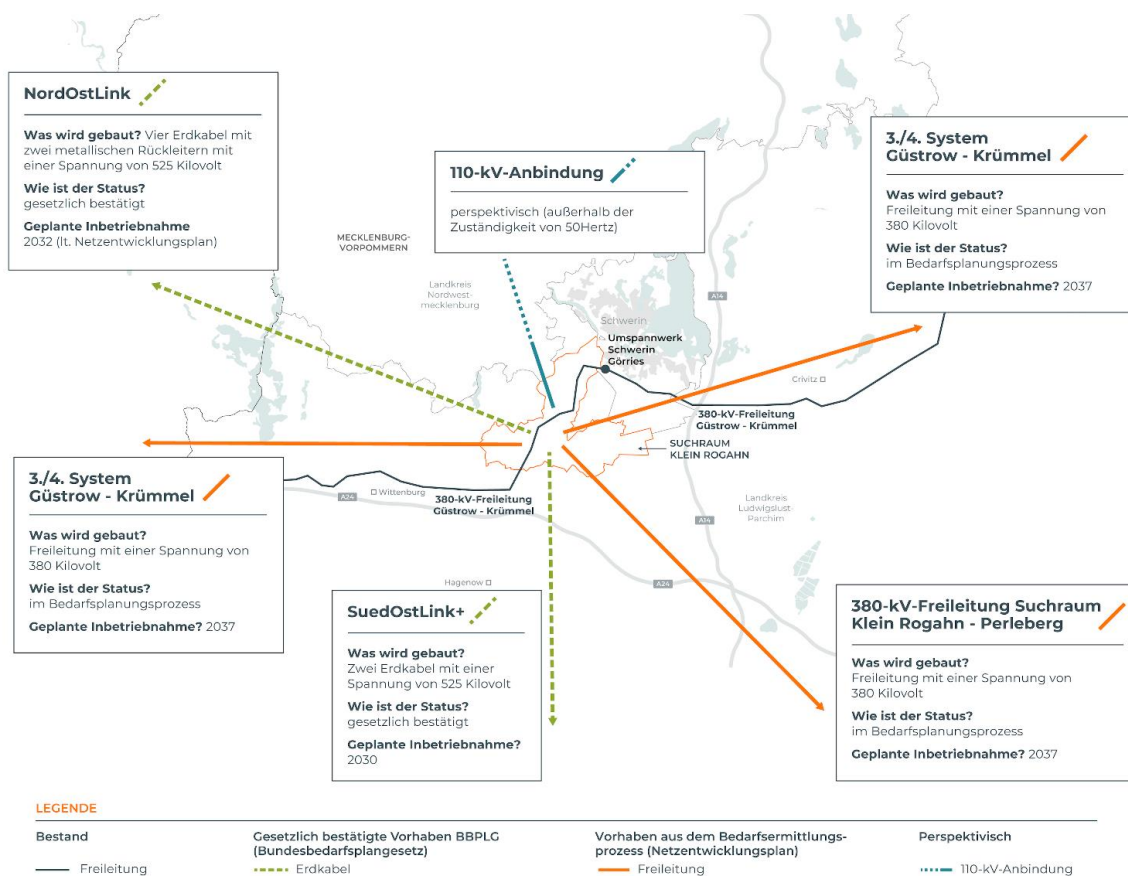 NordOstLink
Was wird gebaut? Vier Erdkabel mit
zwei metallischen Rückleitern mit
einer Spannung von 525 Kilovolt
Wie ist der Status?
gesetzlich bestätigt
Geplante Inbetriebnahme
2032 (lt. Netzentwicklungsplan)
110-kV-Anbindung
perspektivisch (außerhalb der
Zuständigkeit von 50Hertz)
3./4. System
Güstrow - Krümmel
Was wird gebaut?
Freileitung mit einer Spannung von
380 Kilovolt
Wie ist der Status?
im Bedarfsplanungsprozess
Geplante Inbetriebnahme? 2037
MECKLENBURG-
VORPOMMERN
Landkreis
Nordwest-
mecklenburg
A14
Schwerin
Umspannwerk
Schwerin
Görries
Crivitz
380-kV-Freileitung
Güstrow - Krümmel
SUCHRAUM
KLEIN ROGAHN
3./4. System
Güstrow - Krümmel
Was wird gebaut?
Freileitung mit einer Spannung von
380 Kilovolt
Wie ist der Status?
im Bedarfsplanungsprozess
Geplante Inbetriebnahme? 2037
A24
Wittenburg
380-kV-Freileitung
Güstrow - Krümmel
Landkreis
Ludwigslust-
Parchim
A14
Hagenow
A24
SuedOstLink+
Was wird gebaut?
Zwei Erdkabel mit einer
Spannung von 525 Kilovolt
Wie ist der Status?
gesetzlich bestätigt
Geplante Inbetriebnahme?
2030
380-kV-Freileitung Suchraum
Klein Rogahn - Perleberg
Was wird gebaut?
Freileitung mit einer Spannung von
380 Kilovolt
Wie ist der Status?
im Bedarfsplanungsprozess
Geplante Inbetriebnahme? 2037
LEGENDE
Bestand
Freileitung
Gesetzlich bestätigte Vorhaben BBPLG
(Bundesbedarfsplangesetz)
Erdkabel
Vorhaben aus dem Bedarfsermittlungs-
prozess (Netzentwicklungsplan)
Freileitung
Perspektivisch
110-kV-Anbindung